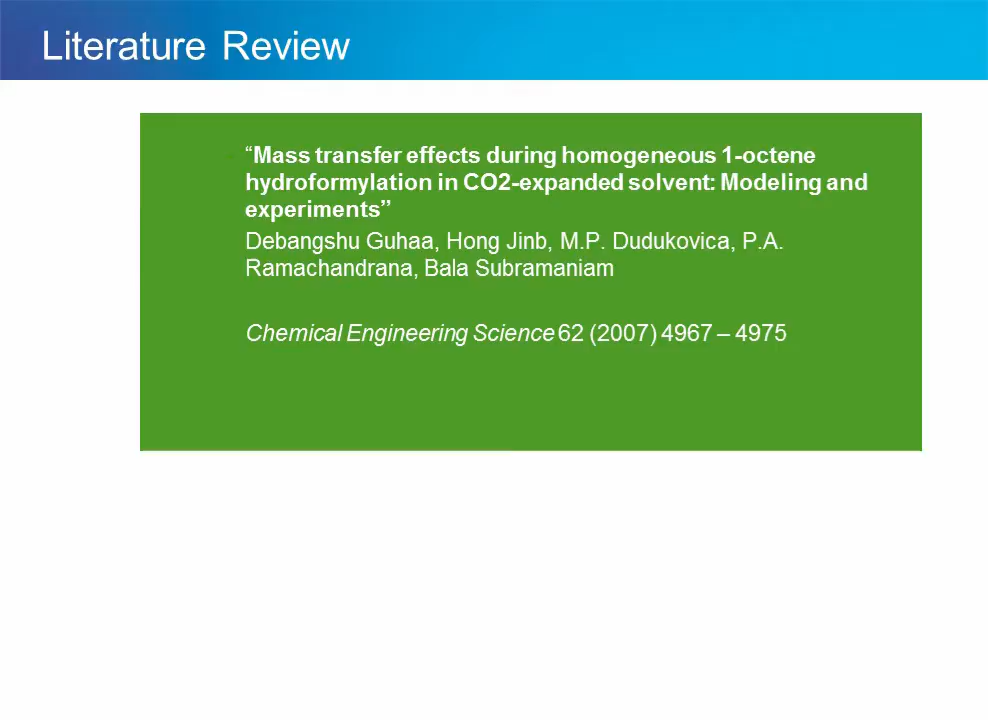 Literature Review
“Mass transfer effects during homogeneous 1-octene
hydroformylation in CO2-expanded solvent: Modeling and
experiments”
Debangshu Guhaa, Hong Jinb, M.P. Dudukovica, P.A.
Ramachandrana, Bala Subramaniam
Chemical Engineering Science 62 (2007) 4967 – 4975